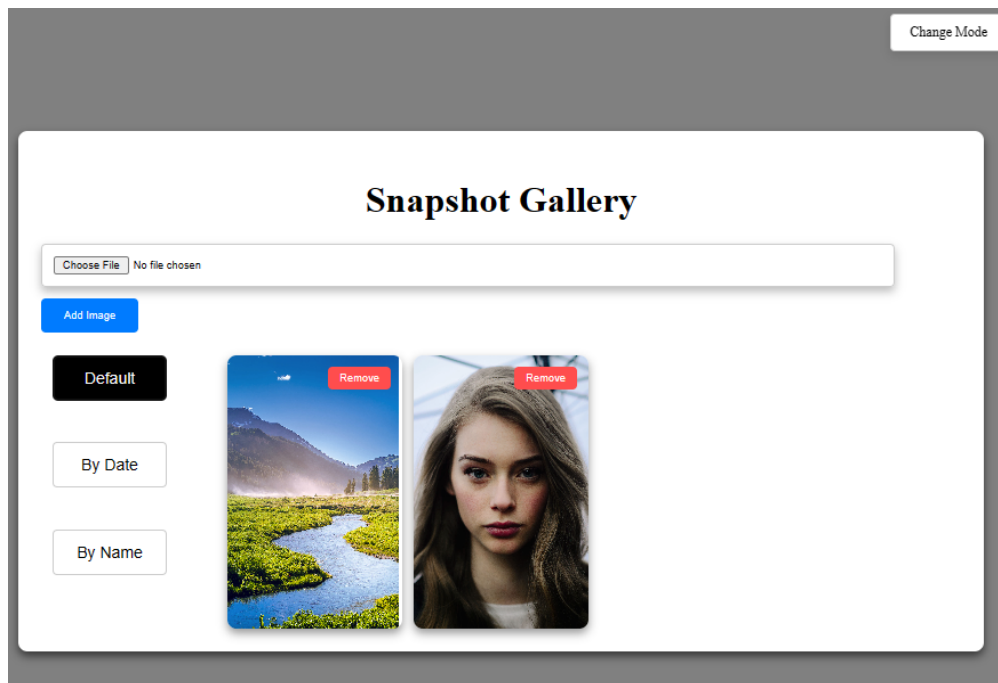 Change Mode
Snapshot Gallery
Choose File No file chosen
Add Image
Default
Remove
Remove
By Date
By Name